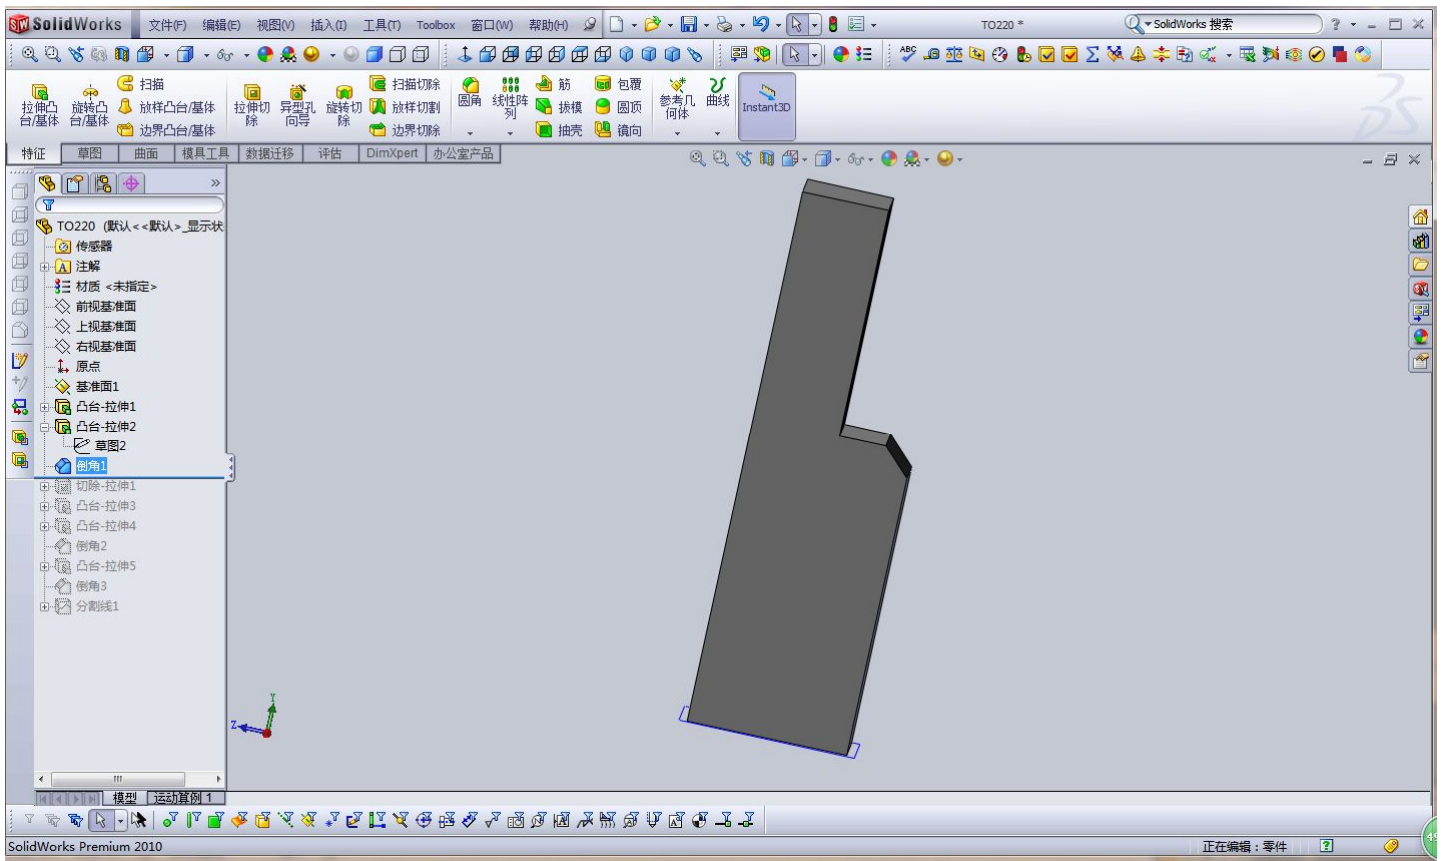 SolidWorks 文件(F) 编辑(E) 视图(V) 插入(I) 工具(T) Toolbox 窗口(W) 帮助(H) TO220 * SolidWorks 搜索
拉伸凸台/基体 旋转凸台/基体 扫描 放样凸台/基体 边界凸台/基体 拉伸切除 异型孔向导 旋转切除 扫描切除 放样切割 边界切除 圆角 线性阵列 筋 拔模 抽壳 包覆 圆顶 镜向 参考几何体 曲线 Instant3D
特征 草图 曲面 模具工具 数据迁移 评估 DimXpert 办公室产品
TO220 (默认<<默认>_显示状
传感器
注解
材质 <未指定>
前视基准面
上视基准面
右视基准面
原点
基准面1
凸台-拉伸1
凸台-拉伸2
草图2
倒角1
切除-拉伸1
凸台-拉伸3
凸台-拉伸4
倒角2
凸台-拉伸5
倒角3
分割线1
Y
Z
模型 运动算例 1
SolidWorks Premium 2010 正在编辑：零件